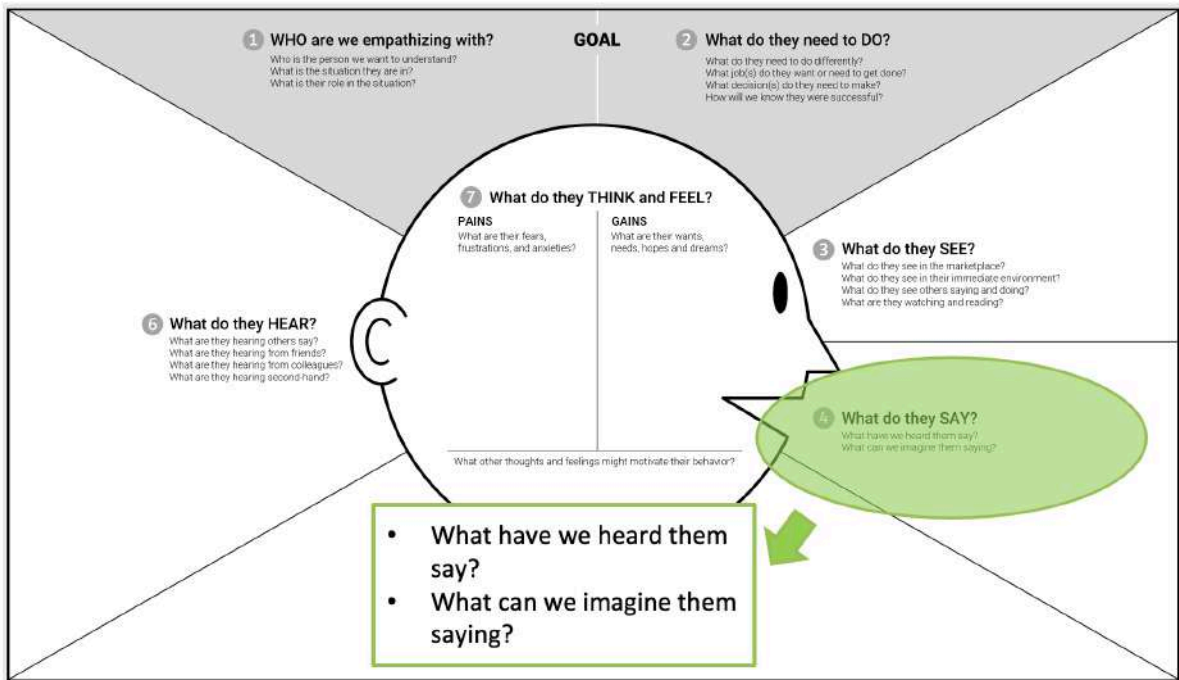 1 WHO are we empathizing with?
Who is the person we want to understand?
What is the situation they are in?
What is their role in the situation?
GOAL
2 What do they need to DO?
What do they need to do differently?
What job(s) do they want or need to get done?
What decision(s) do they need to make?
How will we know they were successful?
7 What do they THINK and FEEL?
PAINS
What are their fears,
frustrations, and anxieties?
GAINS
What are their wants,
needs, hopes and dreams?
3 What do they SEE?
What do they see in the marketplace?
What do they see in their immediate environment?
What do they see others saying and doing?
What are they watching and reading?
6 What do they HEAR?
What are they hearing others say?
What are they hearing from friends?
What are they hearing from colleagues?
What are they hearing second-hand?
4 What do they SAY?
What have we heard them say?
What can we imagine them saying?
What other thoughts and feelings might motivate their behavior?
• What have we heard them
say?
• What can we imagine them
saying?